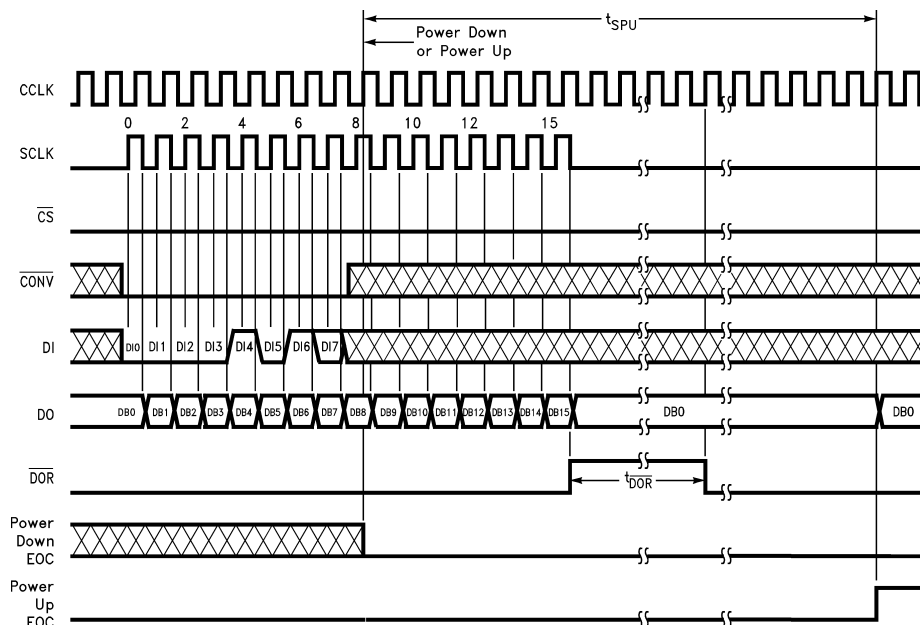 t_SPU
Power Down
or Power Up
CCLK
0 2 4 6 8 10 12 15
SCLK
CS
CONV
DI
DI0 DI1 DI2 DI3 DI4 DI5 DI6 DI7
DO
DB0 DB1 DB2 DB3 DB4 DB5 DB6 DB7 DB8 DB9 DB10 DB11 DB12 DB13 DB14 DB15 DB0 DB0
DOR
t_DOR
Power
Down
EOC
Power
Up
EOC